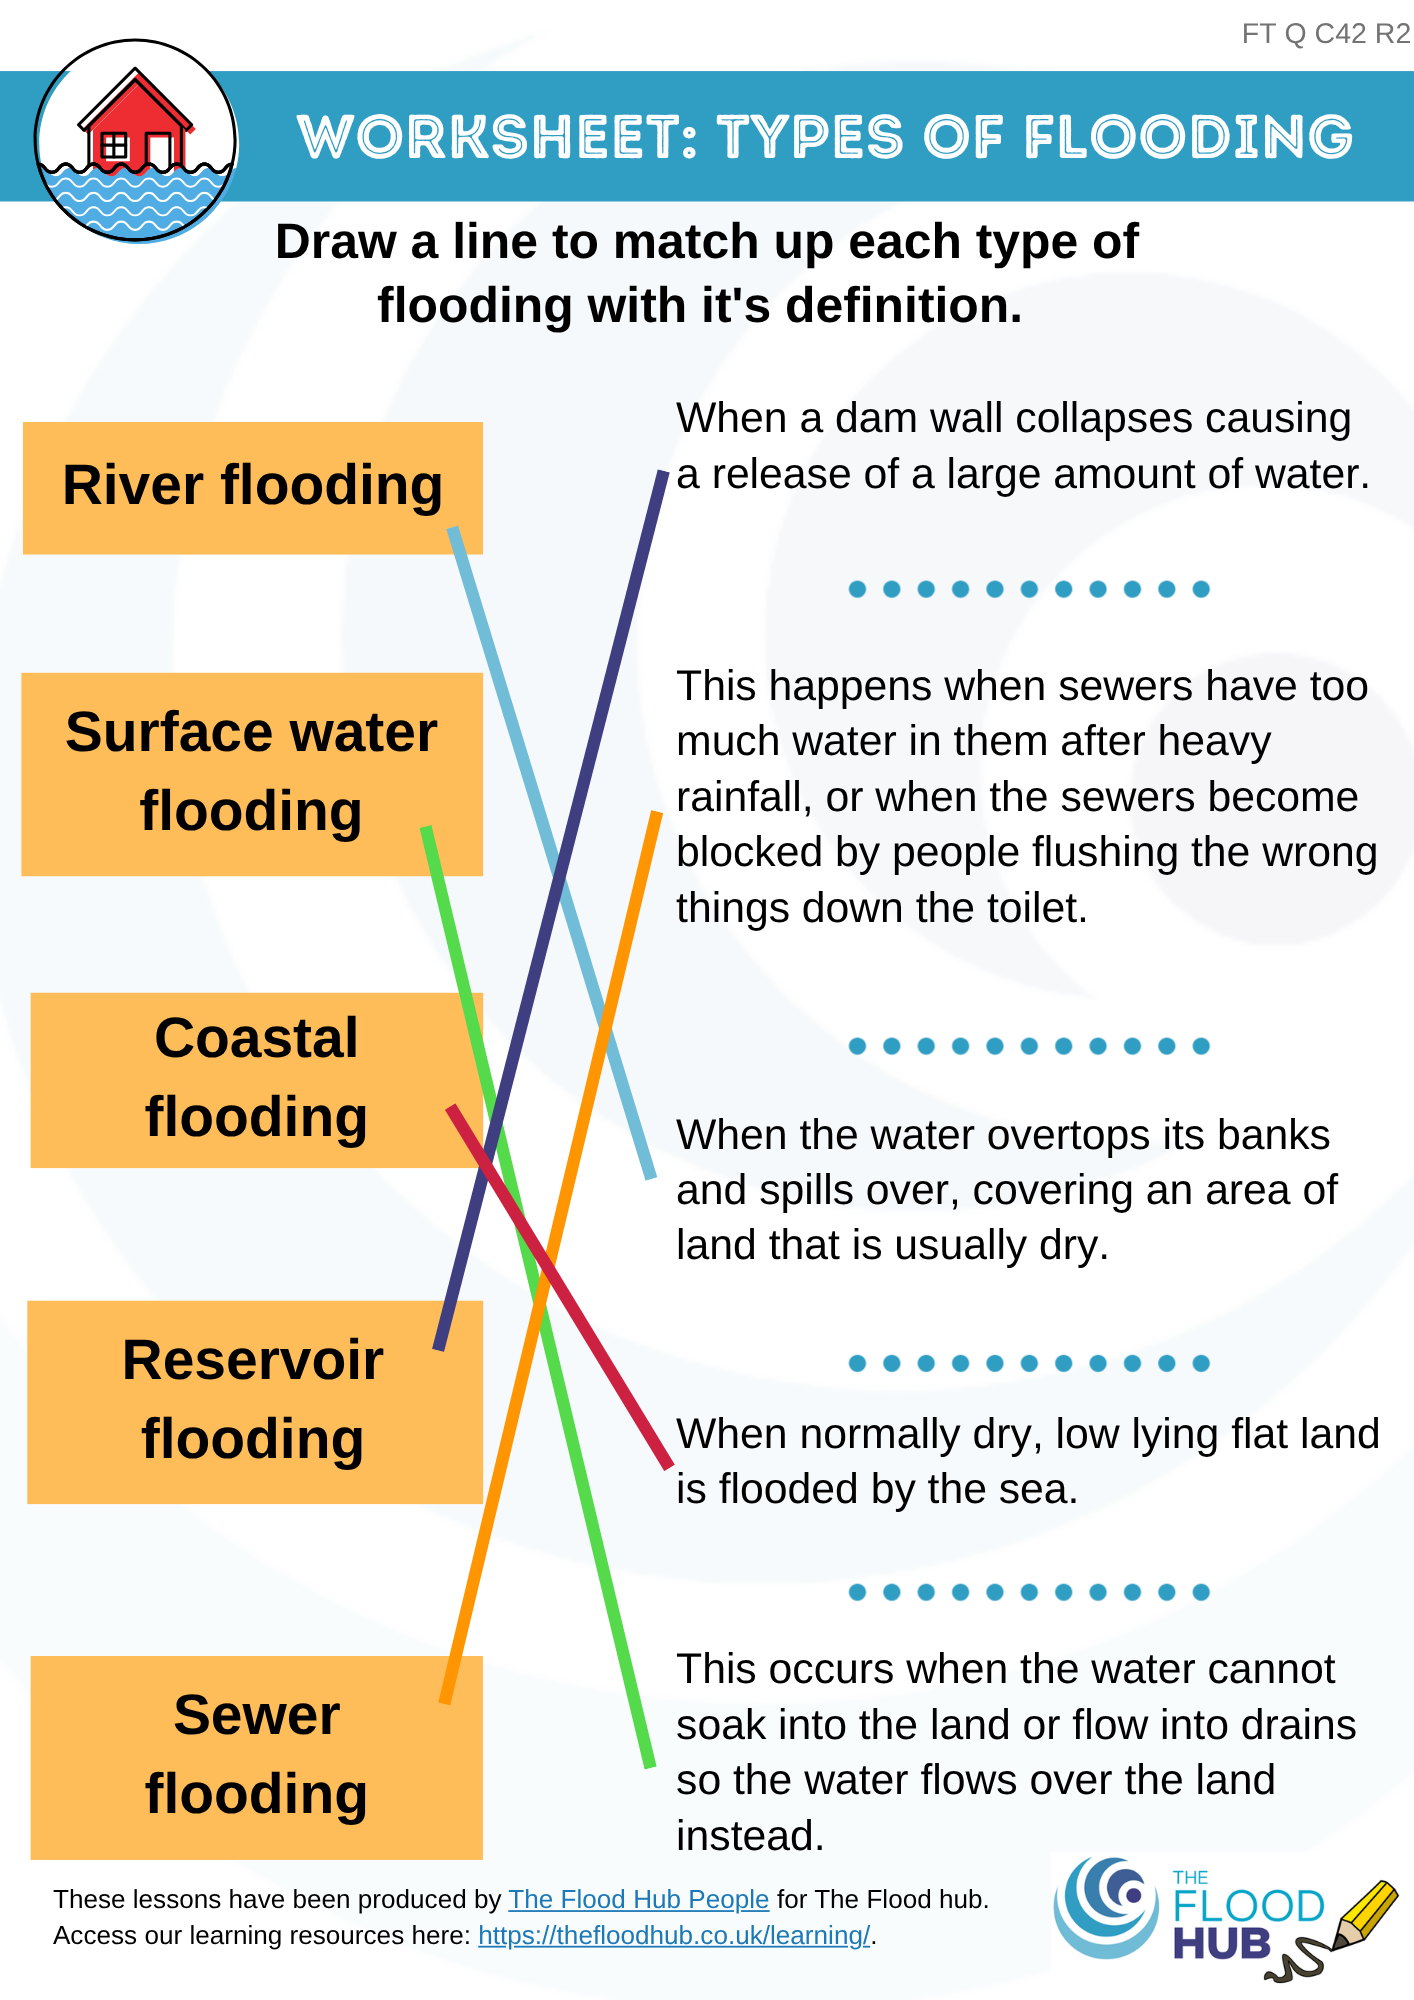 FT Q C42 R2
WORKSHEET: TYPES OF FLOODING
Draw a line to match up each type of
flooding with it's definition.
River flooding
Surface water
flooding
Coastal
flooding
Reservoir
flooding
Sewer
flooding
When a dam wall collapses causing
a release of a large amount of water.
This happens when sewers have too
much water in them after heavy
rainfall, or when the sewers become
blocked by people flushing the wrong
things down the toilet.
When the water overtops its banks
and spills over, covering an area of
land that is usually dry.
When normally dry, low lying flat land
is flooded by the sea.
This occurs when the water cannot
soak into the land or flow into drains
so the water flows over the land
instead.
These lessons have been produced by The Flood Hub People for The Flood hub.
Access our learning resources here: https://thefloodhub.co.uk/learning/.
THE
FLOOD
HUB